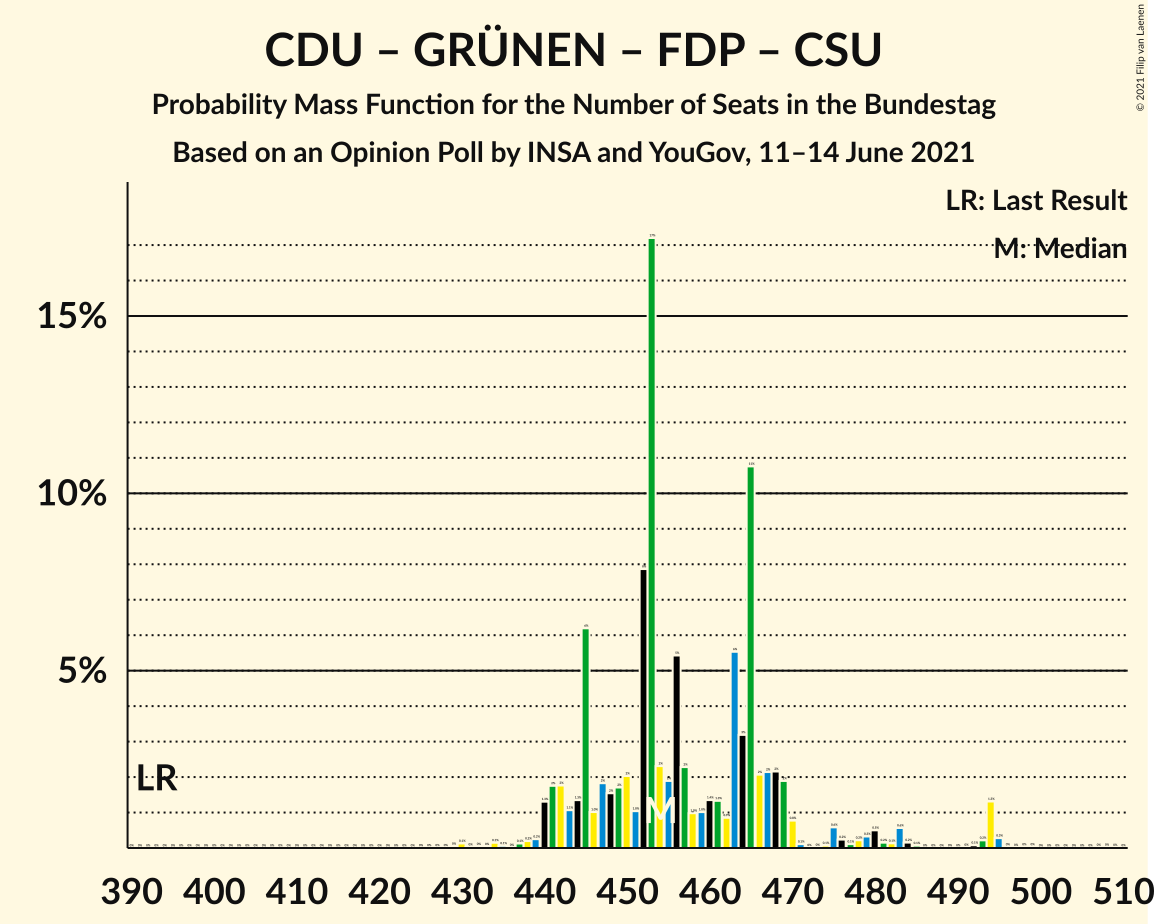 CDU – GRÜNEN – FDP – CSU
Probability Mass Function for the Number of Seats in the Bundestag
Based on an Opinion Poll by INSA and YouGov, 11–14 June 2021
© 2021 Filip van Laenen
LR: Last Result
M: Median
15%
10%
5%
LR
M
390 400 410 420 430 440 450 460 470 480 490 500 510